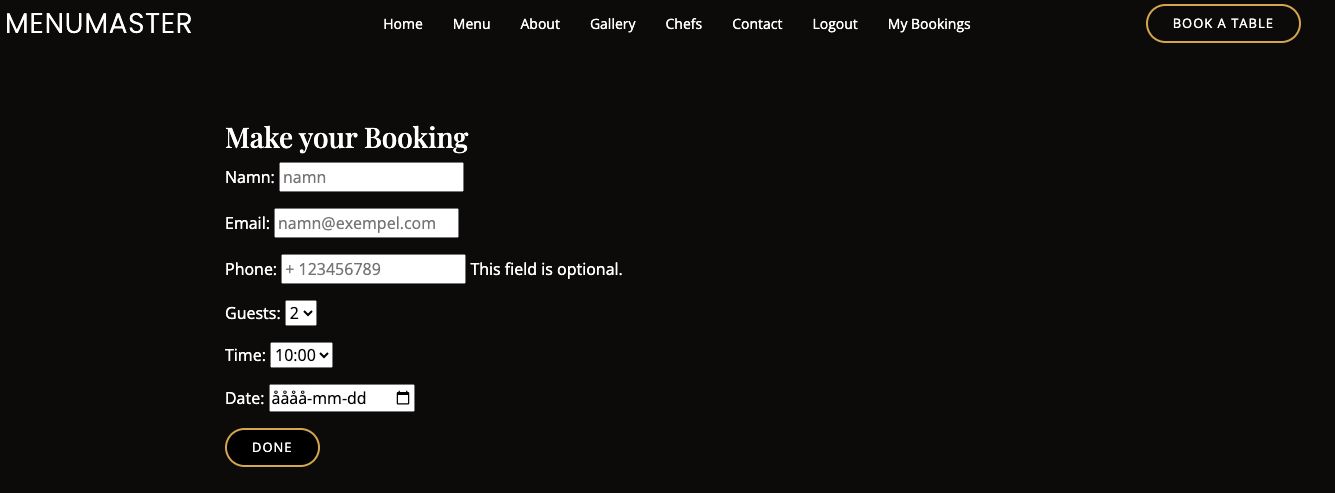 MENUMASTER Home Menu About Gallery Chefs Contact Logout My Bookings BOOK A TABLE
Make your Booking
Namn: namn
Email: namn@exempel.com
Phone: + 123456789 This field is optional.
Guests: 2
Time: 10:00
Date: åååå-mm-dd
DONE